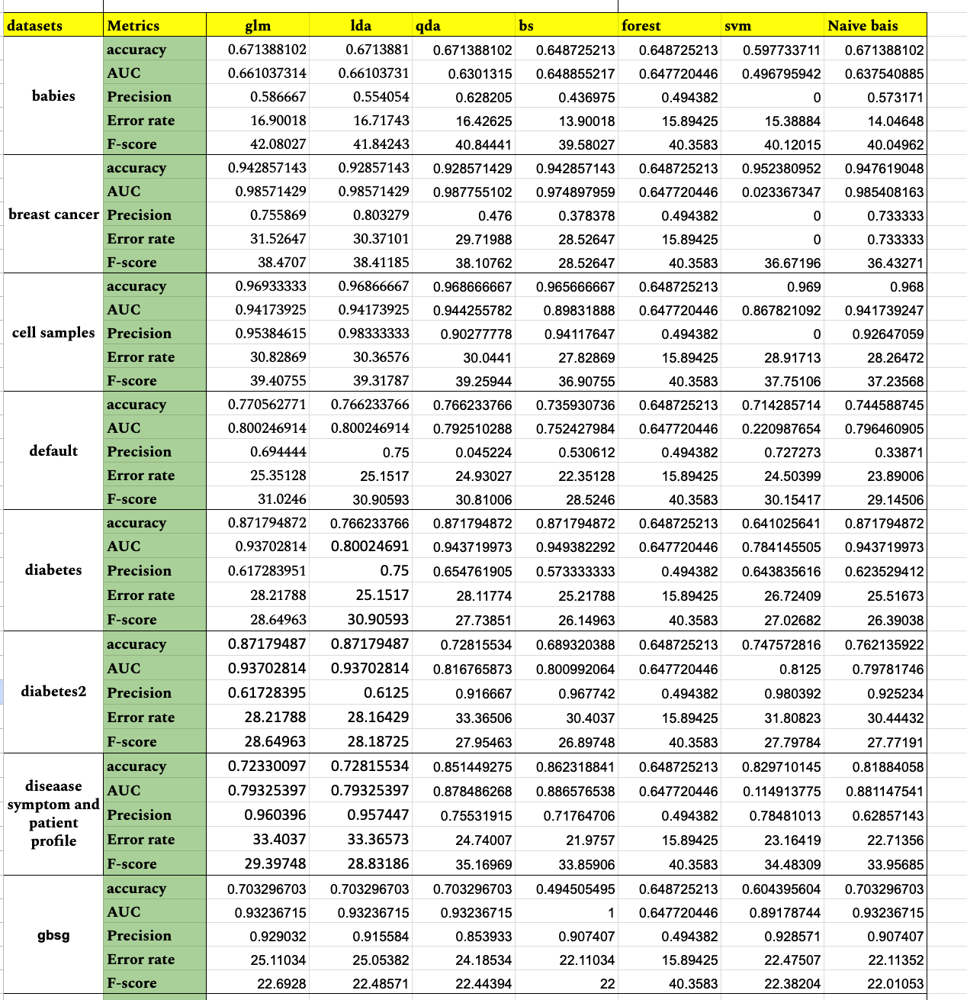 datasets Metrics glm lda qda bs forest svm Naive bais
accuracy 0.671388102 0.6713881 0.671388102 0.648725213 0.648725213 0.597733711 0.671388102
AUC 0.661037314 0.66103731 0.6301315 0.648855217 0.647720446 0.496795942 0.637540885
babies Precision 0.586667 0.554054 0.628205 0.436975 0.494382 0 0.573171
Error rate 16.90018 16.71743 16.42625 13.90018 15.89425 15.38884 14.04648
F-score 42.08027 41.84243 40.84441 39.58027 40.3583 40.12015 40.04962
accuracy 0.942857143 0.92857143 0.928571429 0.942857143 0.648725213 0.952380952 0.947619048
AUC 0.98571429 0.98571429 0.987755102 0.974897959 0.647720446 0.023367347 0.985408163
breast cancer Precision 0.755869 0.803279 0.476 0.378378 0.494382 0 0.733333
Error rate 31.52647 30.37101 29.71988 28.52647 15.89425 0 0.733333
F-score 38.4707 38.41185 38.10762 28.52647 40.3583 36.67196 36.43271
accuracy 0.96933333 0.96866667 0.968666667 0.965666667 0.648725213 0.969 0.968
AUC 0.94173925 0.94173925 0.944255782 0.89831888 0.647720446 0.867821092 0.941739247
cell samples Precision 0.95384615 0.98333333 0.90277778 0.94117647 0.494382 0 0.92647059
Error rate 30.82869 30.36576 30.0441 27.82869 15.89425 28.91713 28.26472
F-score 39.40755 39.31787 39.25944 36.90755 40.3583 37.75106 37.23568
accuracy 0.770562771 0.766233766 0.766233766 0.735930736 0.648725213 0.714285714 0.744588745
AUC 0.800246914 0.800246914 0.792510288 0.752427984 0.647720446 0.220987654 0.796460905
default Precision 0.694444 0.75 0.045224 0.530612 0.494382 0.727273 0.33871
Error rate 25.35128 25.1517 24.93027 22.35128 15.89425 24.50399 23.89006
F-score 31.0246 30.90593 30.81006 28.5246 40.3583 30.15417 29.14506
accuracy 0.871794872 0.766233766 0.871794872 0.871794872 0.648725213 0.641025641 0.871794872
AUC 0.93702814 0.80024691 0.943719973 0.949382292 0.647720446 0.784145505 0.943719973
diabetes Precision 0.617283951 0.75 0.654761905 0.573333333 0.494382 0.643835616 0.623529412
Error rate 28.21788 25.1517 28.11774 25.21788 15.89425 26.72409 25.51673
F-score 28.64963 30.90593 27.73851 26.14963 40.3583 27.02682 26.39038
accuracy 0.87179487 0.87179487 0.72815534 0.689320388 0.648725213 0.747572816 0.762135922
AUC 0.93702814 0.93702814 0.816765873 0.800992064 0.647720446 0.8125 0.79781746
diabetes2 Precision 0.61728395 0.6125 0.916667 0.967742 0.494382 0.980392 0.925234
Error rate 28.21788 28.16429 33.36506 30.4037 15.89425 31.80823 30.44432
F-score 28.64963 28.18725 27.95463 26.89748 40.3583 27.79784 27.77191
accuracy 0.72330097 0.72815534 0.851449275 0.862318841 0.648725213 0.829710145 0.81884058
diseaase
AUC 0.79325397 0.79325397 0.878486268 0.886576538 0.647720446 0.114913775 0.881147541
symptom and
patient
Precision 0.960396 0.957447 0.75531915 0.71764706 0.494382 0.78481013 0.62857143
profile
Error rate 33.4037 33.36573 24.74007 21.9757 15.89425 23.16419 22.71356
F-score 29.39748 28.83186 35.16969 33.85906 40.3583 34.48309 33.95685
accuracy 0.703296703 0.703296703 0.703296703 0.494505495 0.648725213 0.604395604 0.703296703
AUC 0.93236715 0.93236715 0.93236715 1 0.647720446 0.89178744 0.93236715
gbsg Precision 0.929032 0.915584 0.853933 0.907407 0.494382 0.928571 0.907407
Error rate 25.11034 25.05382 24.18534 22.11034 15.89425 22.47507 22.11352
F-score 22.6928 22.48571 22.44394 22 40.3583 22.38204 22.01053